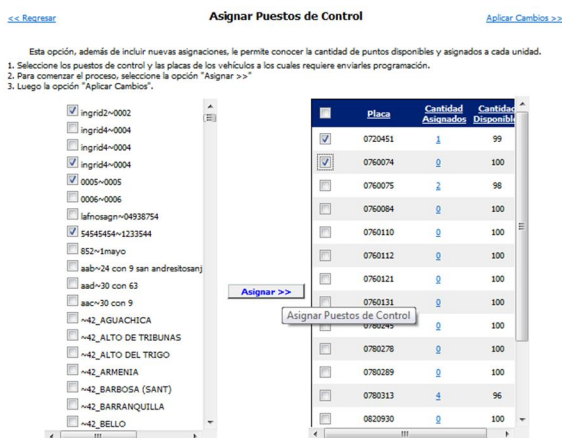 << Regresar
Asignar Puestos de Control
Aplicar Cambios >>
Esta opción, además de incluir nuevas asignaciones, le permite conocer la cantidad de puntos disponibles y asignados a cada unidad.
1. Seleccione los puestos de control y las placas de los vehículos a los cuales requiere enviarles programación.
2. Para comenzar el proceso, seleccione la opción "Asignar >>"
3. Luego la opción "Aplicar Cambios".
ingrid2~0002
ingrid4~0004
ingrid4~0004
ingrid4~0004
0005~0005
0006~0006
lafnosagn~04938754
54545454~1233544
852~1mayo
aab~24 con 9 san andresitosanj
aad~30 con 63
aac~30 con 9
~42_AGUACHICA
~42_ALTO DE TRIBUNAS
~42_ALTO DEL TRIGO
~42_ARMENIA
~42_BARBOSA (SANT)
~42_BARRANQUILLA
~42_BELLO
Asignar >>
Asignar Puestos de Control
Placa Cantidad Asignados Cantidad Disponibl
0720451 1 99
0760074 0 100
0760075 2 98
0760084 0 100
0760110 0 100
0760112 0 100
0760121 0 100
0760131 0 100
0780245 0 100
0780278 0 100
0780289 0 100
0780313 4 96
0820930 0 100